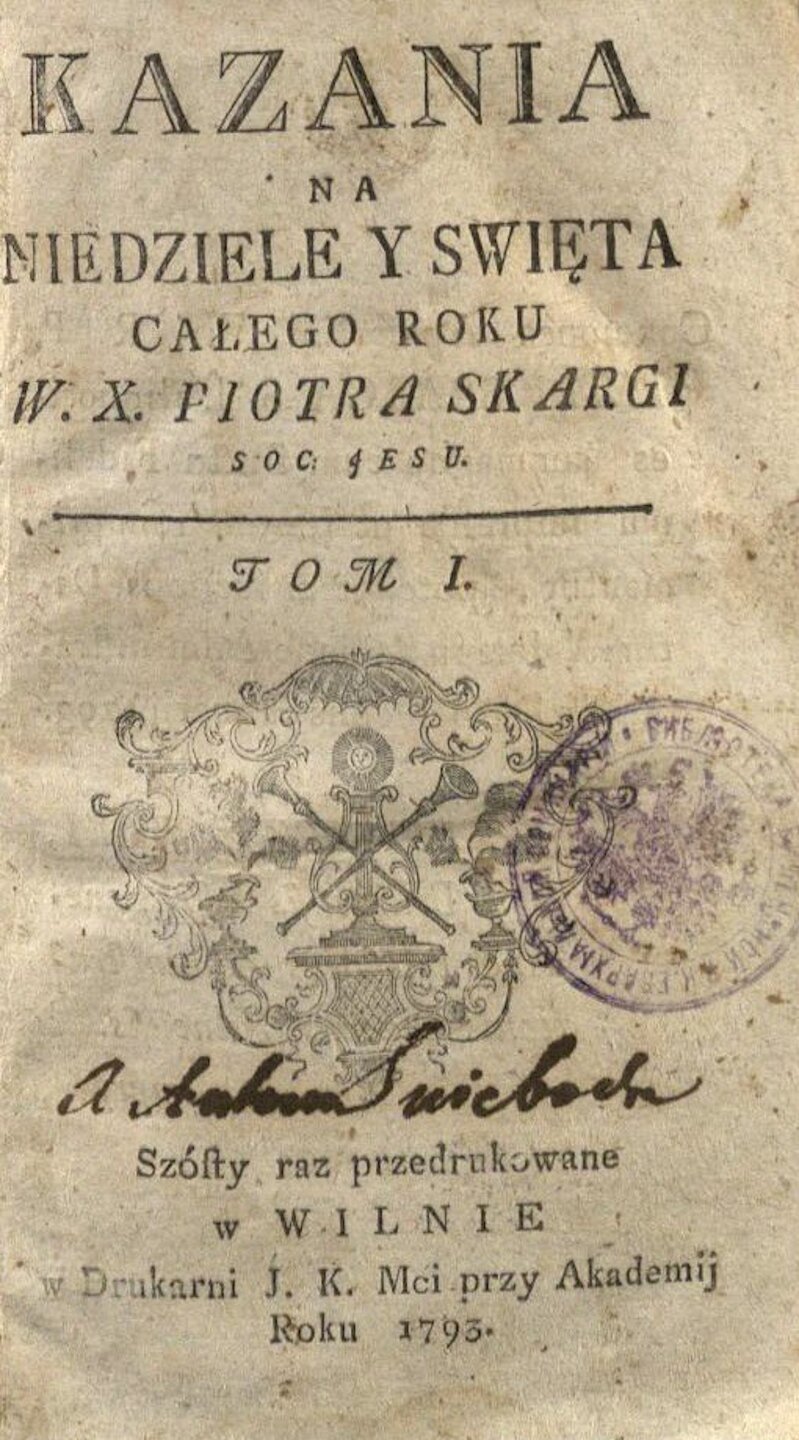 KAZANIA
NA
NIEDZIELE Y SWIĘTA
CAŁEGO ROKU
W. X. PIOTRA SKARGI
SOC: JESU.
TOM I.
БИБЛІОТЕКА
Szósty raz przedrukowane
w WILNIE
w Drukarni J. K. Mci przy Akademij
Roku 1793.